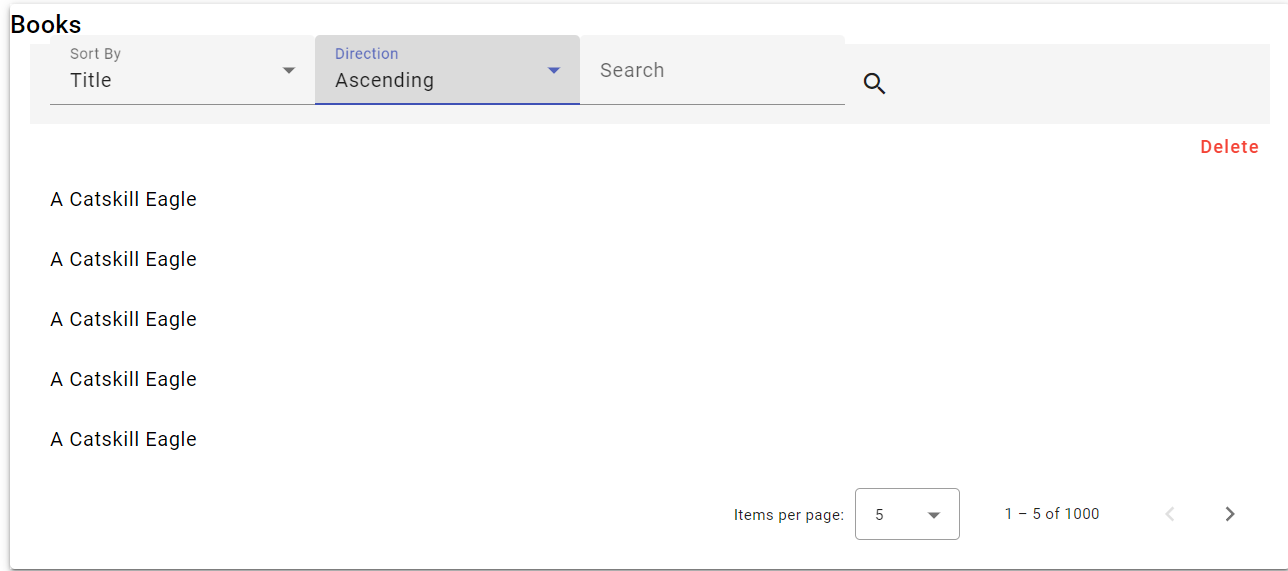 Books
Sort By
Title
Direction
Ascending
Search
Delete
A Catskill Eagle
A Catskill Eagle
A Catskill Eagle
A Catskill Eagle
A Catskill Eagle
Items per page: 5 1 – 5 of 1000